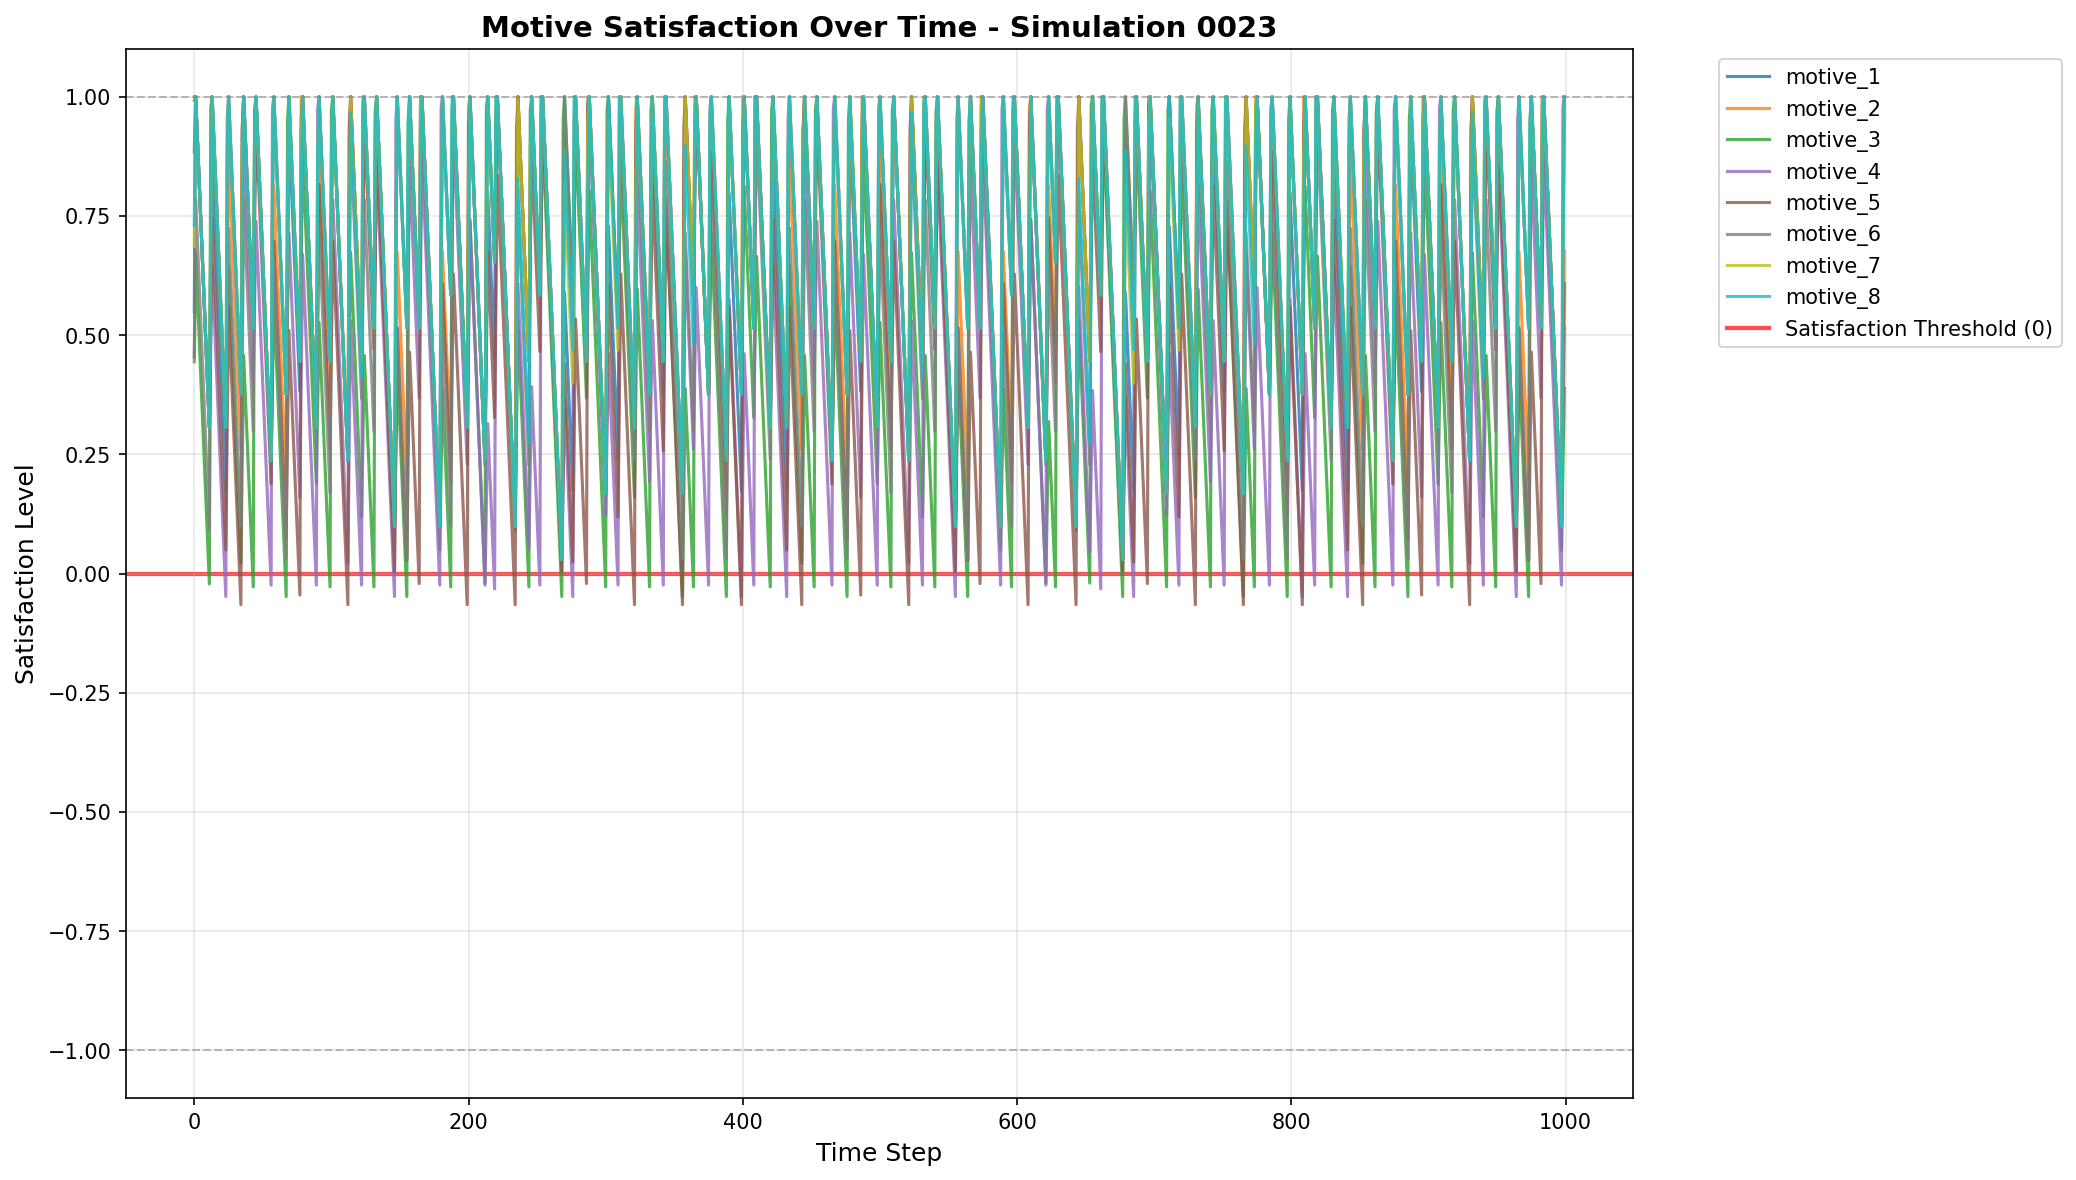 Motive Satisfaction Over Time - Simulation 0023
Satisfaction Level
1.00
0.75
0.50
0.25
0.00
−0.25
−0.50
−0.75
−1.00
0
200
400
600
800
1000
Time Step
motive_1
motive_2
motive_3
motive_4
motive_5
motive_6
motive_7
motive_8
Satisfaction Threshold (0)